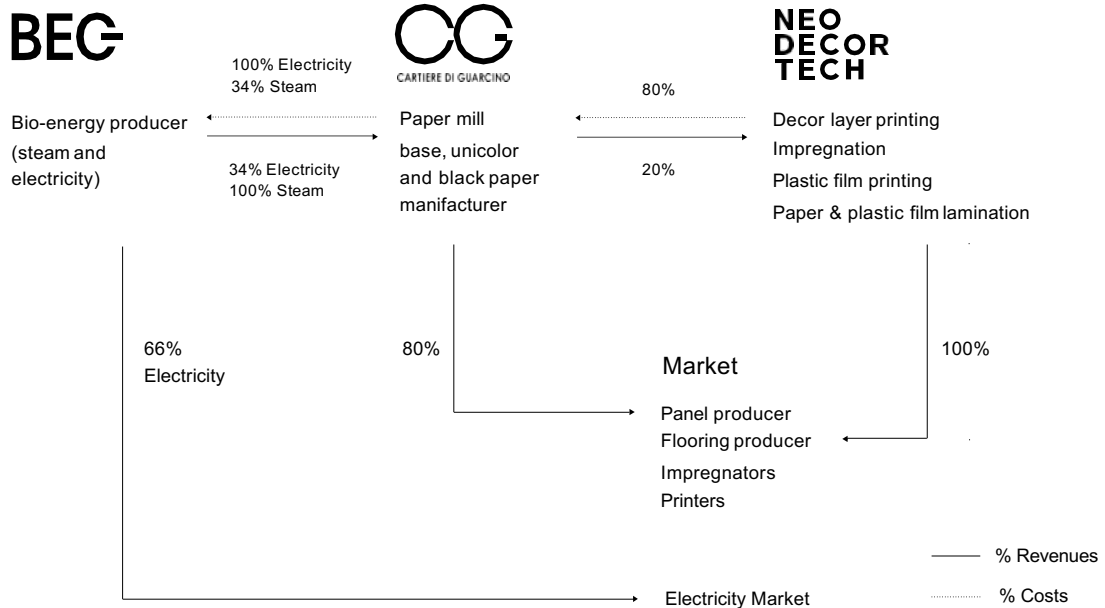 BEG
CG
CARTIERE DI GUARCINO
NEO
DECOR
TECH
100% Electricity
34% Steam
80%
Bio-energy producer
(steam and
electricity)
Paper mill
base, unicolor
and black paper
manifacturer
Decor layer printing
Impregnation
Plastic film printing
Paper & plastic film lamination
34% Electricity
100% Steam
20%
66%
Electricity
80%
100%
Market
Panel producer
Flooring producer
Impregnators
Printers
% Revenues
% Costs
Electricity Market